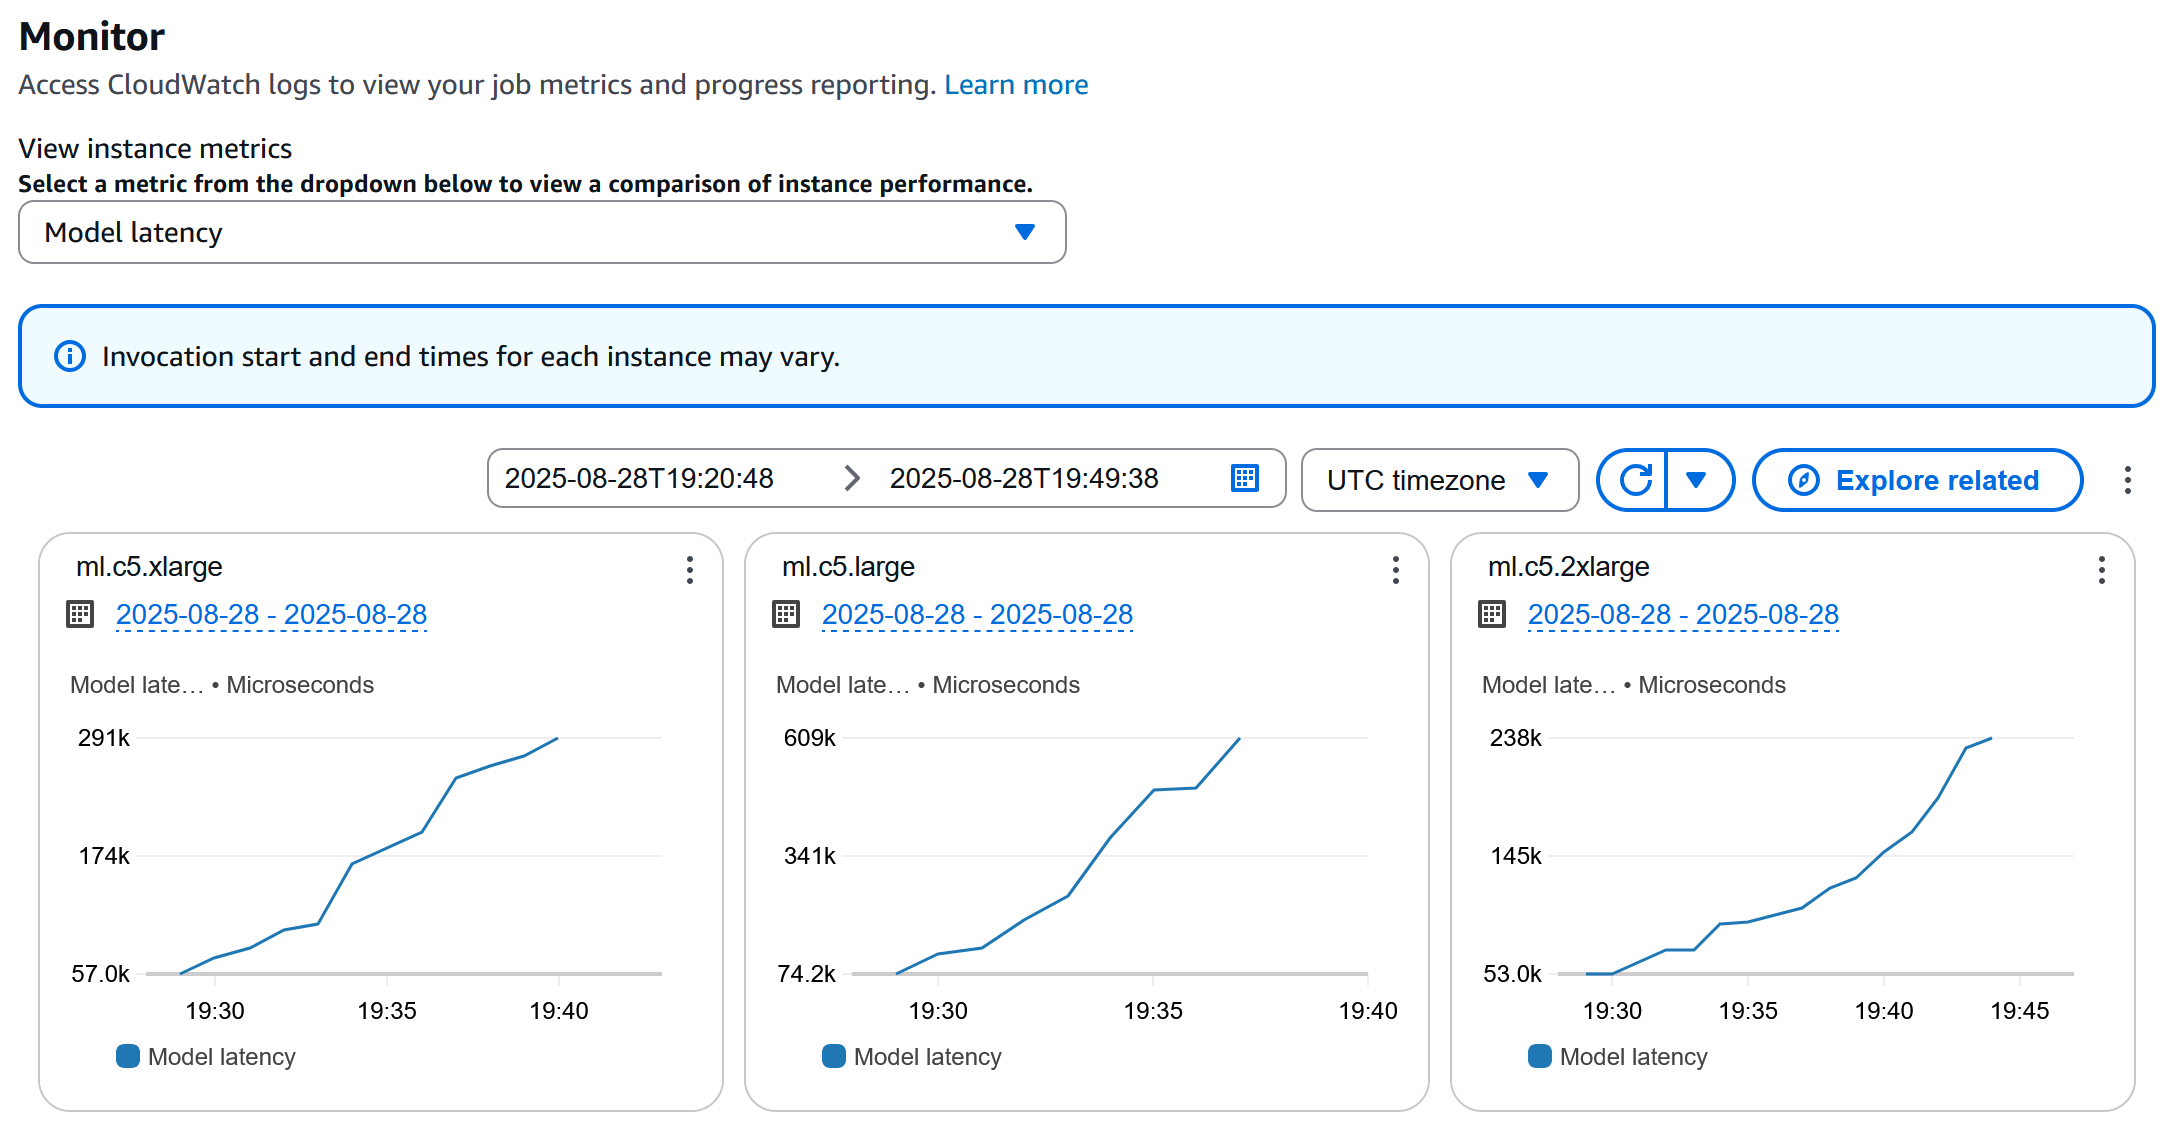 Monitor
Access CloudWatch logs to view your job metrics and progress reporting. Learn more
View instance metrics
Select a metric from the dropdown below to view a comparison of instance performance.
Model latency
Invocation start and end times for each instance may vary.
2025-08-28T19:20:48 2025-08-28T19:49:38 UTC timezone Explore related
ml.c5.xlarge
2025-08-28 - 2025-08-28
Model late… • Microseconds
291k
174k
57.0k
19:30 19:35 19:40
Model latency
ml.c5.large
2025-08-28 - 2025-08-28
Model late… • Microseconds
609k
341k
74.2k
19:30 19:35 19:40
Model latency
ml.c5.2xlarge
2025-08-28 - 2025-08-28
Model late… • Microseconds
238k
145k
53.0k
19:30 19:35 19:40 19:45
Model latency